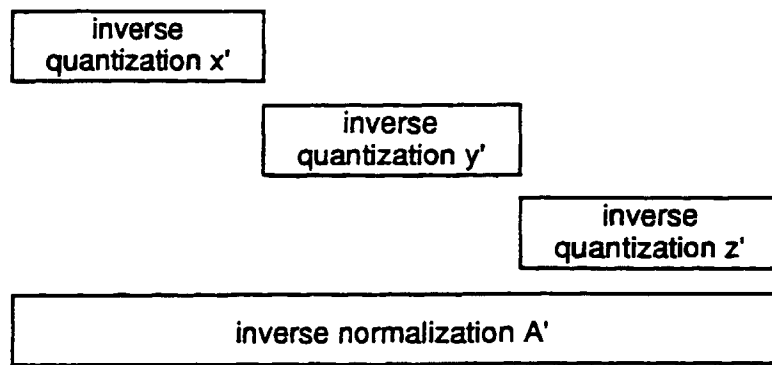 inverse
quantization x'
inverse
quantization y'
inverse
quantization z'
inverse normalization A'